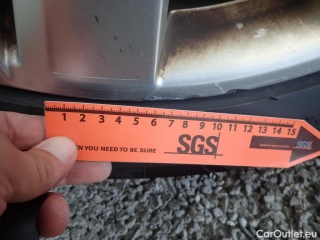 1 2 3 4 5 6 7 8 9 10 11 12 13 14 15
N YOU NEED TO BE SURE SGS
SGS
CarOutlet.eu